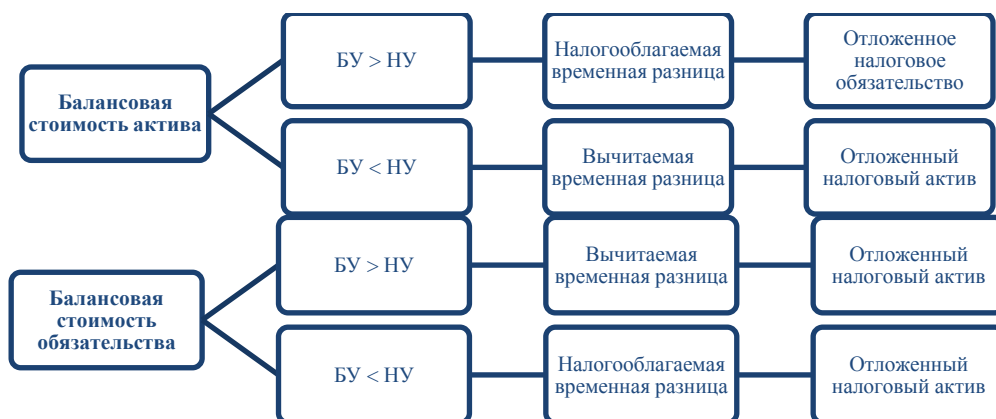 Балансовая
стоимость актива
БУ > НУ
Налогооблагаемая
временная разница
Отложенное
налоговое
обязательство
БУ < НУ
Вычитаемая
временная разница
Отложенный
налоговый актив
Балансовая
стоимость
обязательства
БУ > НУ
Вычитаемая
временная разница
Отложенный
налоговый актив
БУ < НУ
Налогооблагаемая
временная разница
Отложенный
налоговый актив